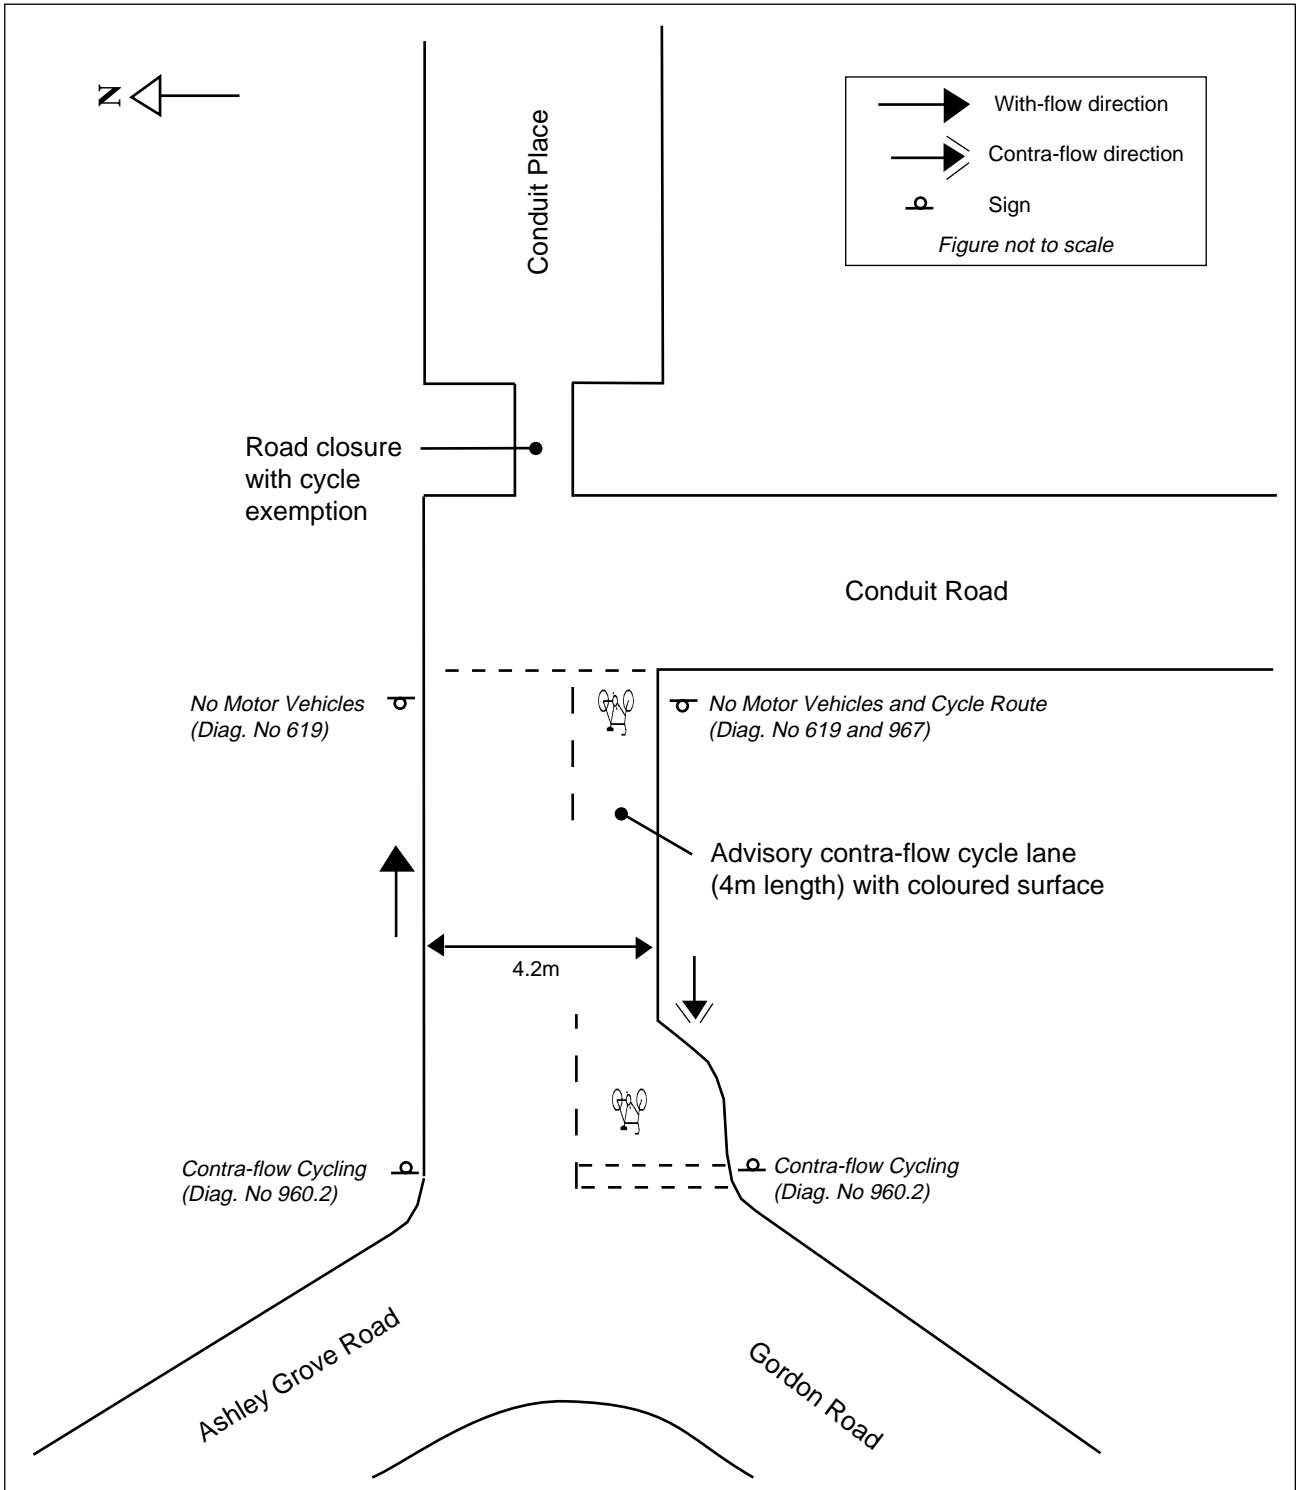 N
Conduit Place
With-flow direction
Contra-flow direction
Sign
Figure not to scale
Road closure
with cycle
exemption
Conduit Road
No Motor Vehicles
(Diag. No 619)
No Motor Vehicles and Cycle Route
(Diag. No 619 and 967)
Advisory contra-flow cycle lane
(4m length) with coloured surface
4.2m
Contra-flow Cycling
(Diag. No 960.2)
Contra-flow Cycling
(Diag. No 960.2)
Ashley Grove Road
Gordon Road